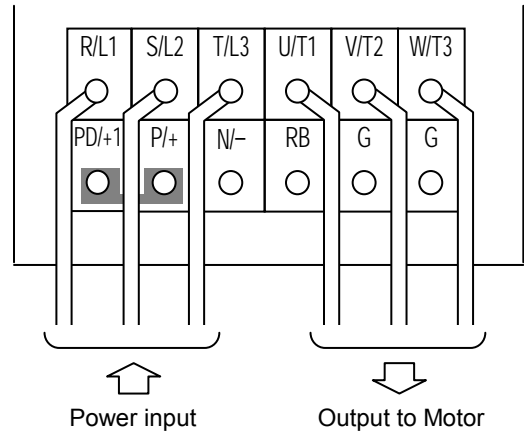 R/L1 S/L2 T/L3 U/T1 V/T2 W/T3
PD/+1 P/+ N/− RB G G
Power input Output to Motor